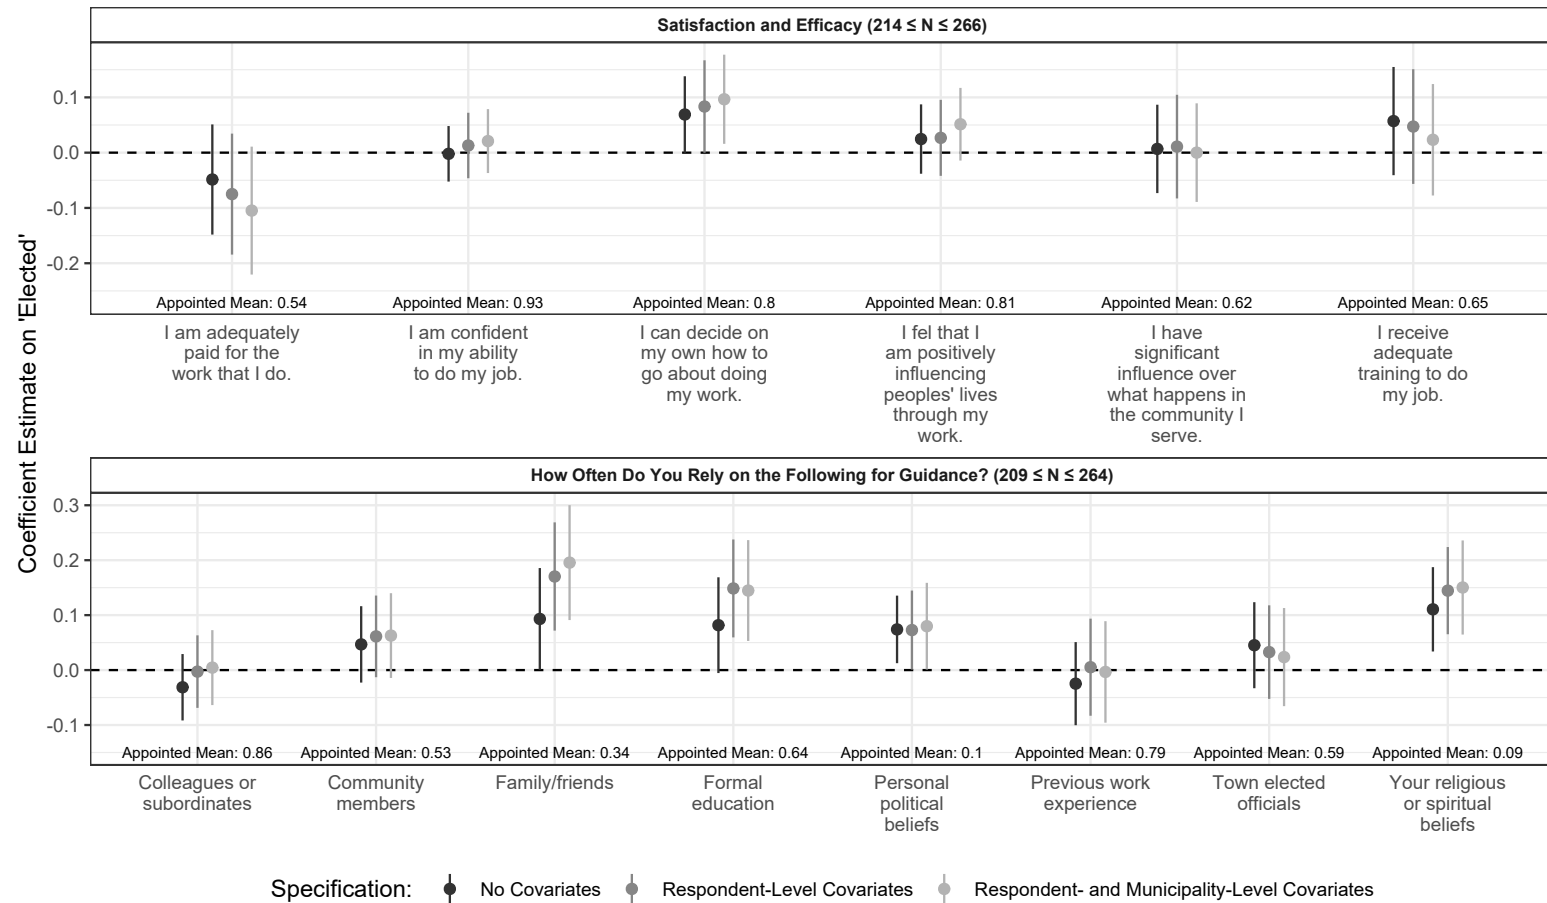 Satisfaction and Efficacy (214 ≤ N ≤ 266)
Coefficient Estimate on 'Elected'
0.1
0.0
-0.1
-0.2
Appointed Mean: 0.54
Appointed Mean: 0.93
Appointed Mean: 0.8
Appointed Mean: 0.81
Appointed Mean: 0.62
Appointed Mean: 0.65
I am adequately
paid for the
work that I do.
I am confident
in my ability
to do my job.
I can decide on
my own how to
go about doing
my work.
I fel that I
am positively
influencing
peoples' lives
through my
work.
I have
significant
influence over
what happens in
the community I
serve.
I receive
adequate
training to do
my job.
How Often Do You Rely on the Following for Guidance? (209 ≤ N ≤ 264)
0.3
0.2
0.1
0.0
-0.1
Appointed Mean: 0.86
Appointed Mean: 0.53
Appointed Mean: 0.34
Appointed Mean: 0.64
Appointed Mean: 0.1
Appointed Mean: 0.79
Appointed Mean: 0.59
Appointed Mean: 0.09
Colleagues or
subordinates
Community
members
Family/friends
Formal
education
Personal
political
beliefs
Previous work
experience
Town elected
officials
Your religious
or spiritual
beliefs
Specification:
No Covariates
Respondent-Level Covariates
Respondent- and Municipality-Level Covariates